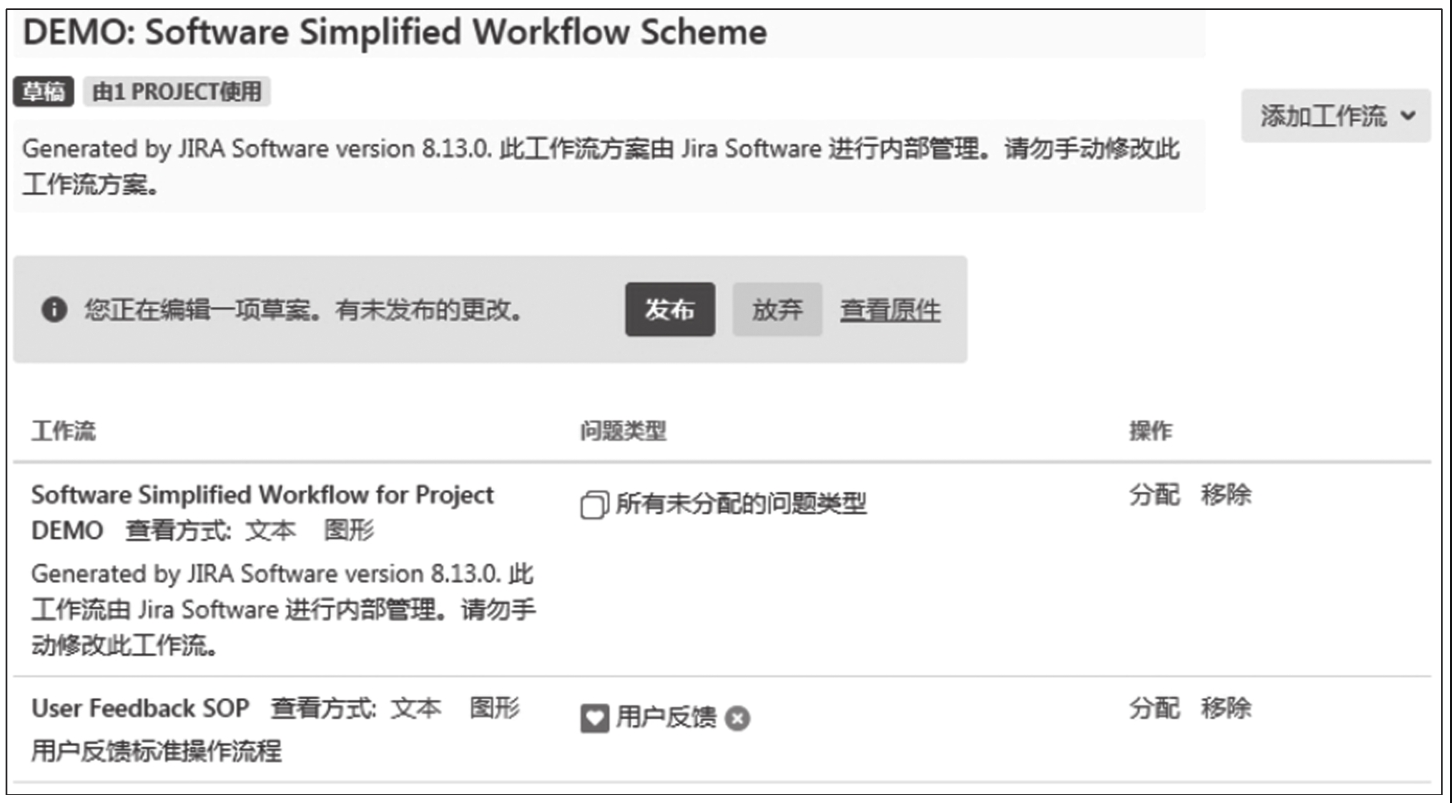 DEMO: Software Simplified Workflow Scheme
草稿 由1 PROJECT使用
添加工作流
Generated by JIRA Software version 8.13.0. 此工作流方案由 Jira Software 进行内部管理。请勿手动修改此
工作流方案。
您正在编辑一项草案。有未发布的更改。 发布 放弃 查看原件
工作流 问题类型 操作
Software Simplified Workflow for Project
DEMO 查看方式: 文本 图形
所有未分配的问题类型
分配 移除
Generated by JIRA Software version 8.13.0. 此
工作流由 Jira Software 进行内部管理。请勿手
动修改此工作流。
User Feedback SOP 查看方式: 文本 图形
用户反馈
分配 移除
用户反馈标准操作流程